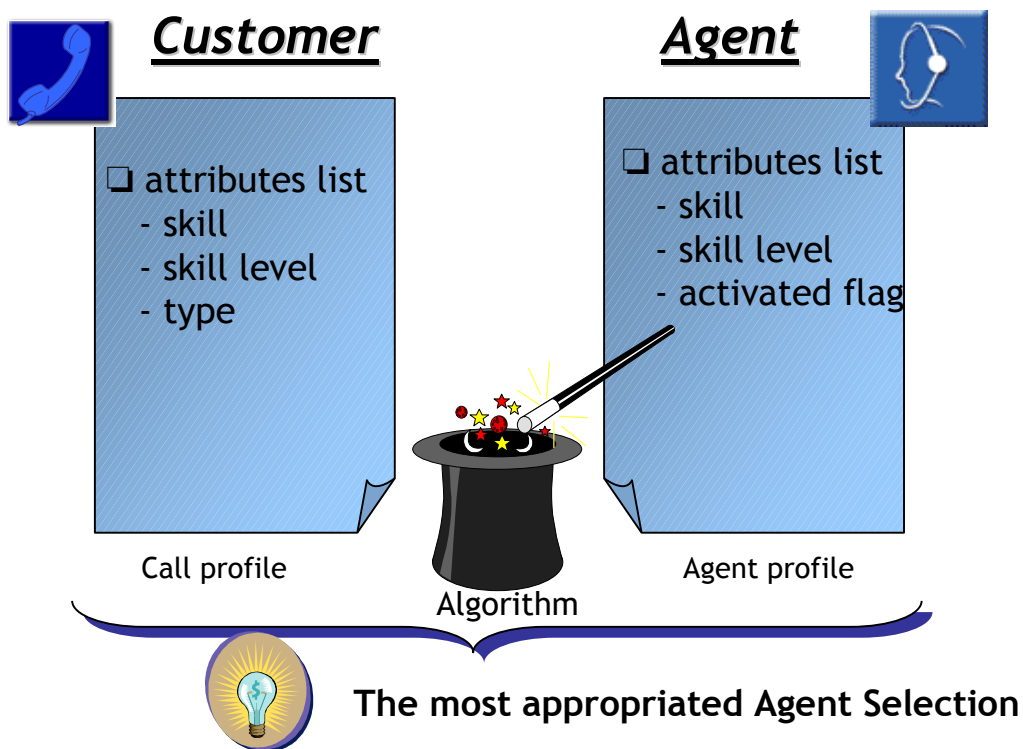 Customer
❑ attributes list
- skill
- skill level
- type
Call profile
Agent
❑ attributes list
- skill
- skill level
- activated flag
Agent profile
Algorithm
$
The most appropriated Agent Selection